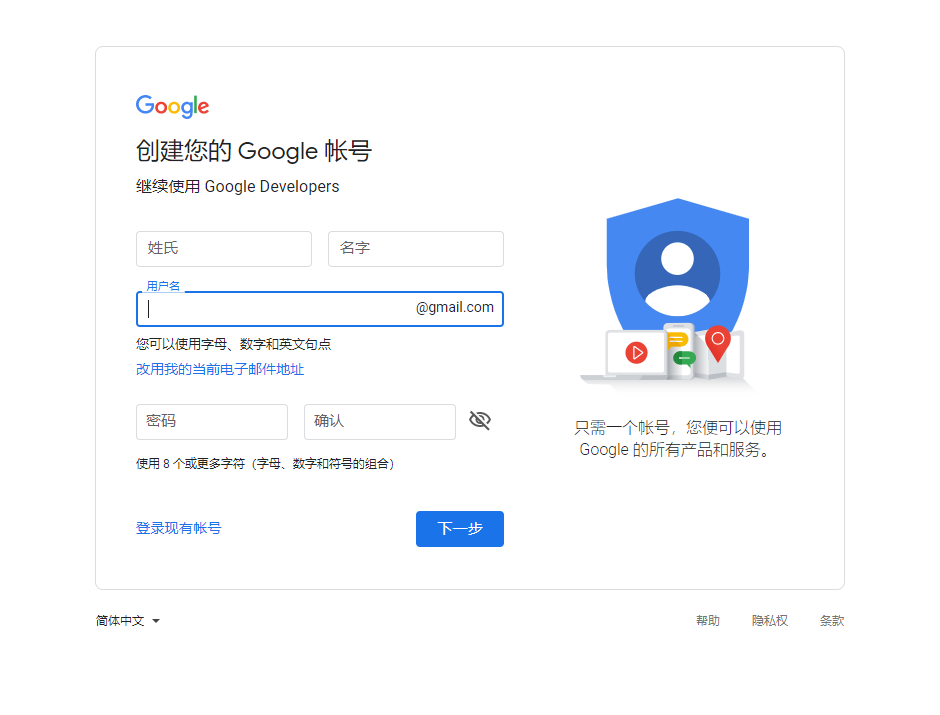 Google
创建您的 Google 帐号
继续使用 Google Developers
姓氏 名字
用户名
@gmail.com
您可以使用字母、数字和英文句点
改用我的当前电子邮件地址
密码 确认
使用 8 个或更多字符（字母、数字和符号的组合）
登录现有帐号 下一步
只需一个帐号，您便可以使用
Google 的所有产品和服务。
简体中文 帮助 隐私权 条款